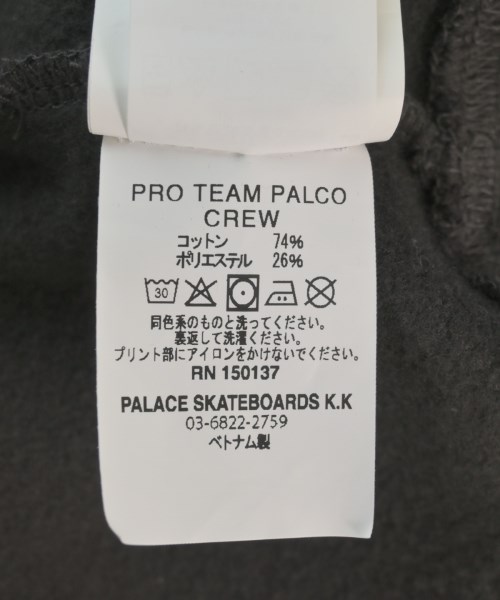 PRO TEAM PALCO
CREW
コットン 74%
ポリエステル 26%
30
同色系のものと洗ってください。
裏返して洗濯ください。
プリント部にアイロンをかけないでください。
RN 150137
PALACE SKATEBOARDS K.K
03-6822-2759
ベトナム製